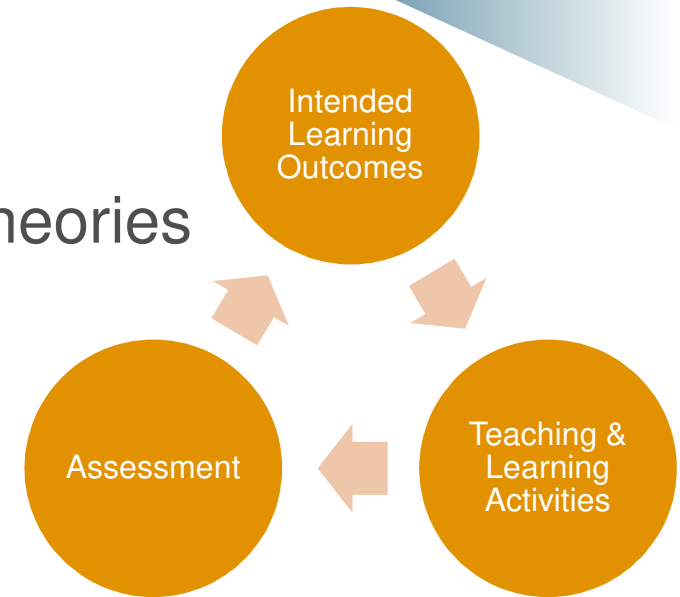 Intended
Learning
Outcomes
heories
Assessment
Teaching &
Learning
Activities